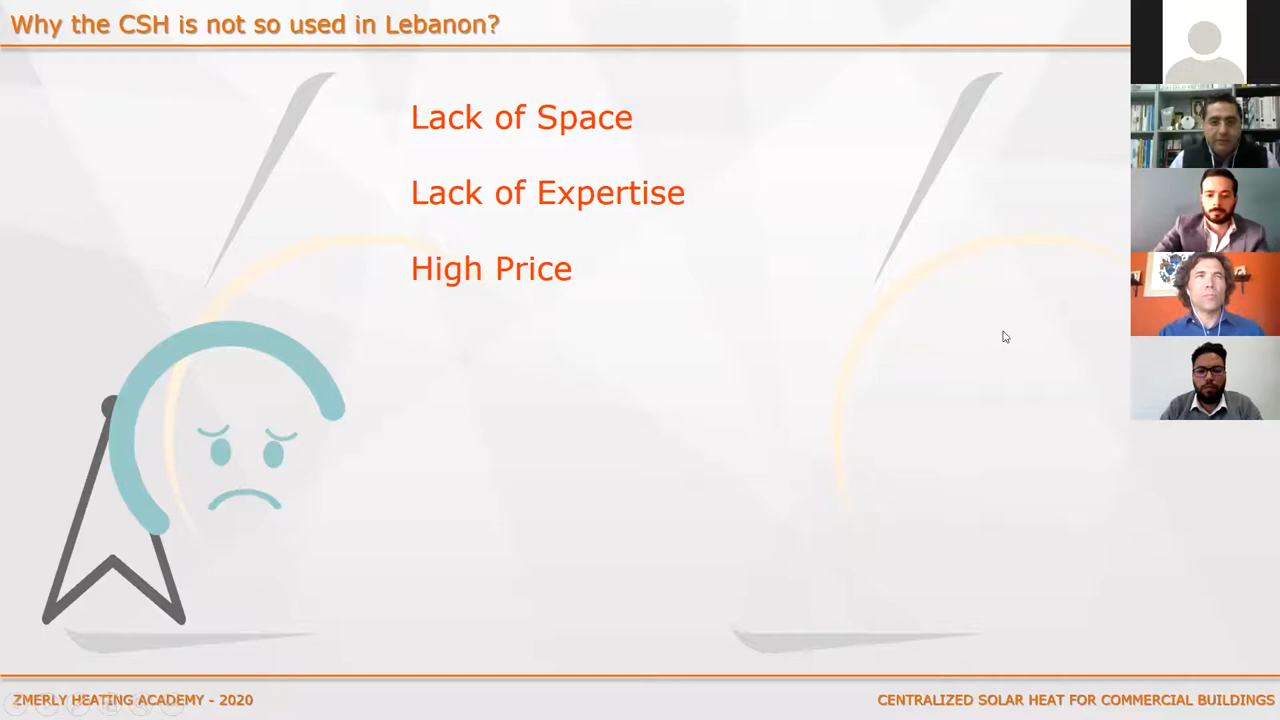 Why the CSH is not so used in Lebanon?
Lack of Space
Lack of Expertise
High Price
ZMERLY HEATING ACADEMY - 2020
CENTRALIZED SOLAR HEAT FOR COMMERCIAL BUILDINGS